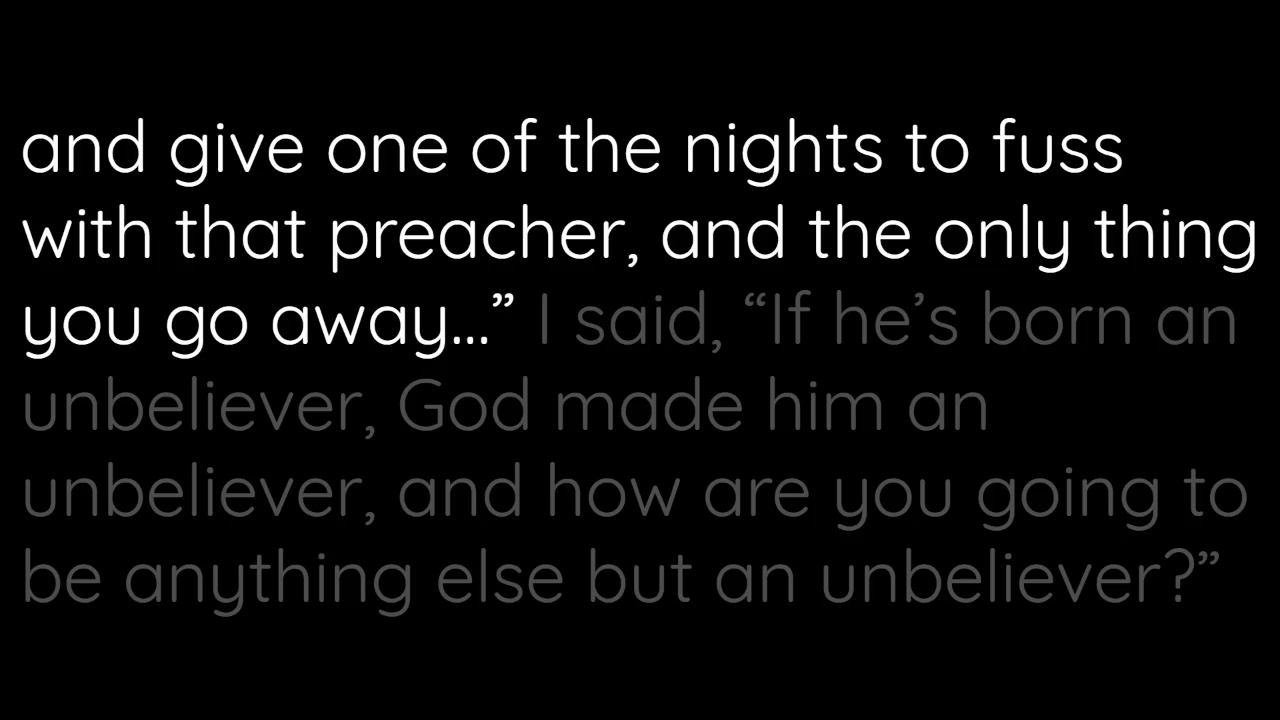 and give one of the nights to fuss
with that preacher, and the only thing
you go away...” I said, “If he’s born an
unbeliever, God made him an
unbeliever, and how are you going to
be anything else but an unbeliever?”